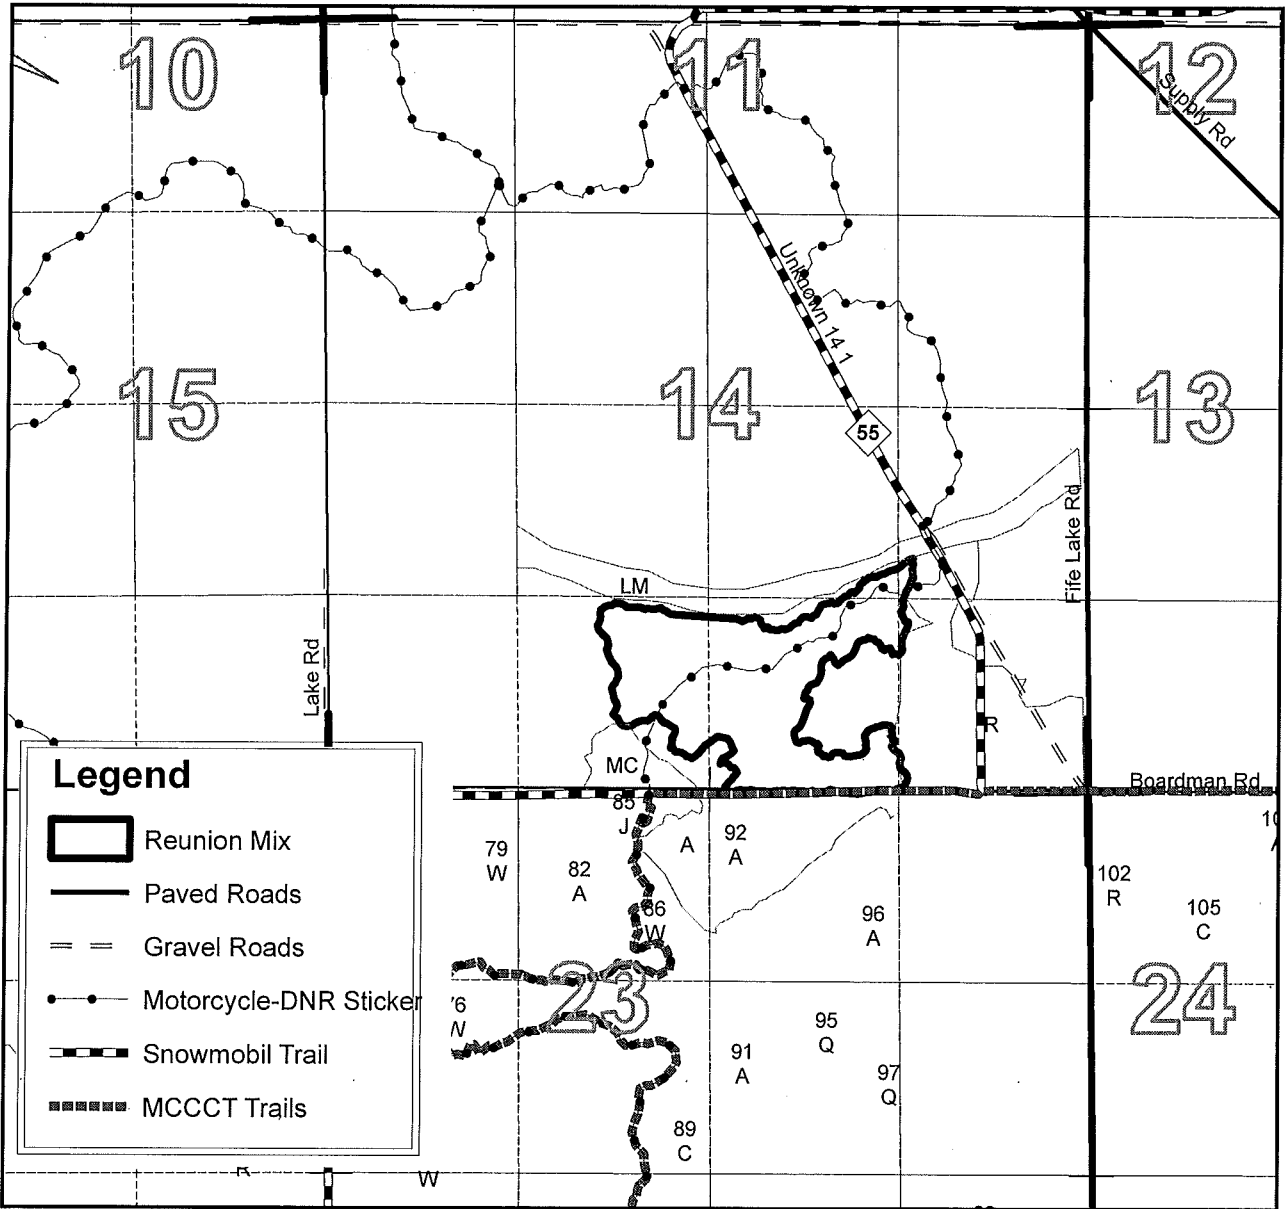 10
11
12
Supply Rd
Unknown 14 1
15
14
13
55
Fife Lake Rd
LM
Lake Rd
R
MC
Boardman Rd
Legend
Reunion Mix
Paved Roads
Gravel Roads
Motorcycle-DNR Sticker
Snowmobil Trail
MCCCT Trails
85
J
79
W
82
A
A
92
A
86
W
96
A
102
R
105
C
23
24
W
95
Q
91
A
97
Q
89
C
W